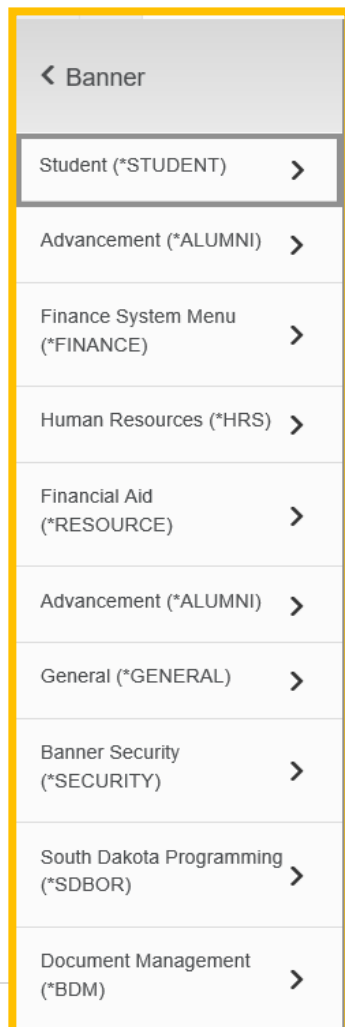 Banner
Student (*STUDENT)
Advancement (*ALUMNI)
Finance System Menu
(*FINANCE)
Human Resources (*HRS)
Financial Aid
(*RESOURCE)
Advancement (*ALUMNI)
General (*GENERAL)
Banner Security
(*SECURITY)
South Dakota Programming
(*SDBOR)
Document Management
(*BDM)